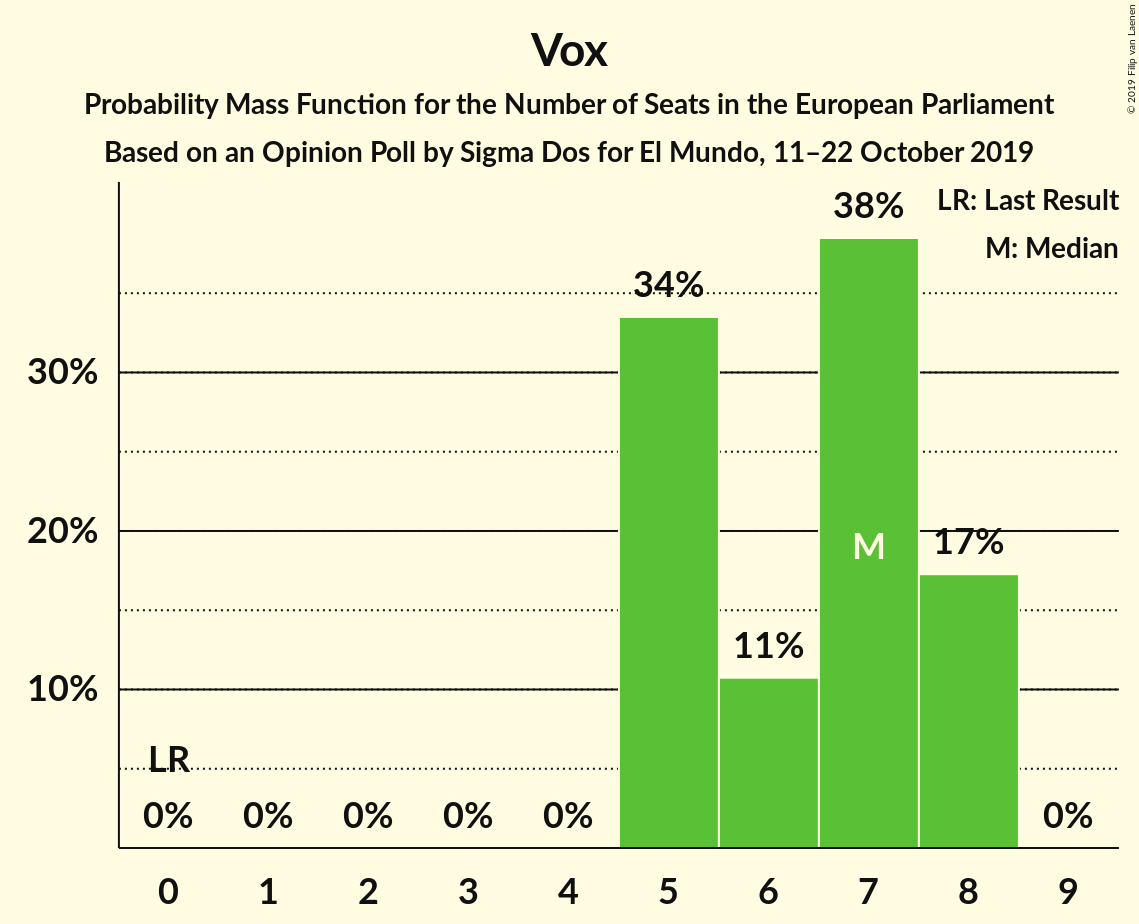 Vox
Probability Mass Function for the Number of Seats in the European Parliament
Based on an Opinion Poll by Sigma Dos for El Mundo, 11–22 October 2019
© 2019 Filip van Laenen
LR: Last Result
M: Median
38%
34%
30%
20%
17%
M
11%
10%
LR
0% 0% 0% 0% 0% 0%
0 1 2 3 4 5 6 7 8 9